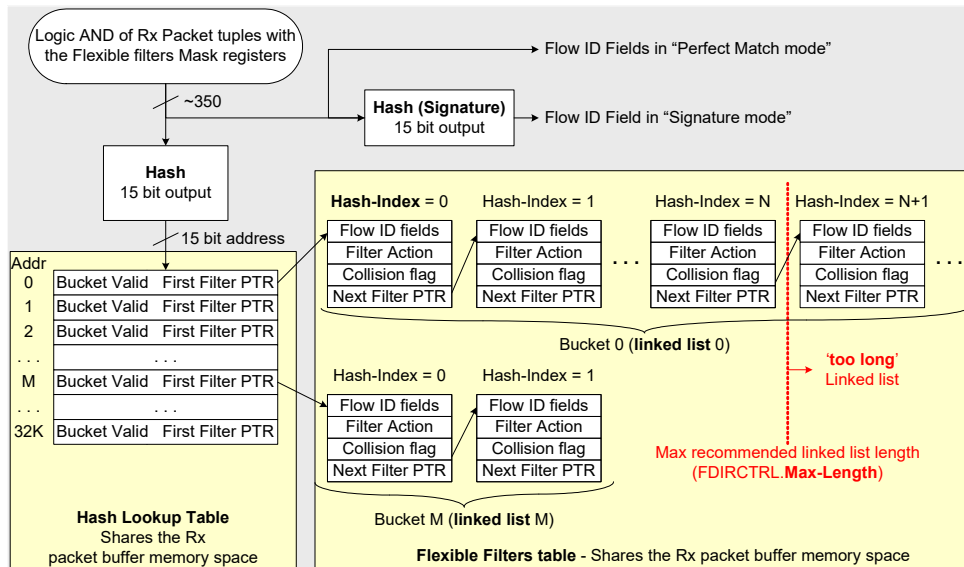 Logic AND of Rx Packet tuples with
the Flexible filters Mask registers
Flow ID Fields in “Perfect Match mode”
~350
Hash (Signature)
15 bit output
Flow ID Field in “Signature mode”
Hash
15 bit output
15 bit address
Addr
0 Bucket Valid First Filter PTR
1 Bucket Valid First Filter PTR
2 Bucket Valid First Filter PTR
. . . . . .
M Bucket Valid First Filter PTR
. . . . . .
32K Bucket Valid First Filter PTR
Hash Lookup Table
Shares the Rx
packet buffer memory space
Hash-Index = 0
Flow ID fields
Filter Action
Collision flag
Next Filter PTR
Hash-Index = 1
Flow ID fields
Filter Action
Collision flag
Next Filter PTR
. . .
Hash-Index = N
Flow ID fields
Filter Action
Collision flag
Next Filter PTR
Hash-Index = N+1
Flow ID fields
Filter Action
Collision flag
Next Filter PTR
. . .
Bucket 0 (linked list 0)
‘too long’
Linked list
Max recommended linked list length
(FDIRCTRL.Max-Length)
Hash-Index = 0
Flow ID fields
Filter Action
Collision flag
Next Filter PTR
Hash-Index = 1
Flow ID fields
Filter Action
Collision flag
Next Filter PTR
Bucket M (linked list M)
Flexible Filters table - Shares the Rx packet buffer memory space